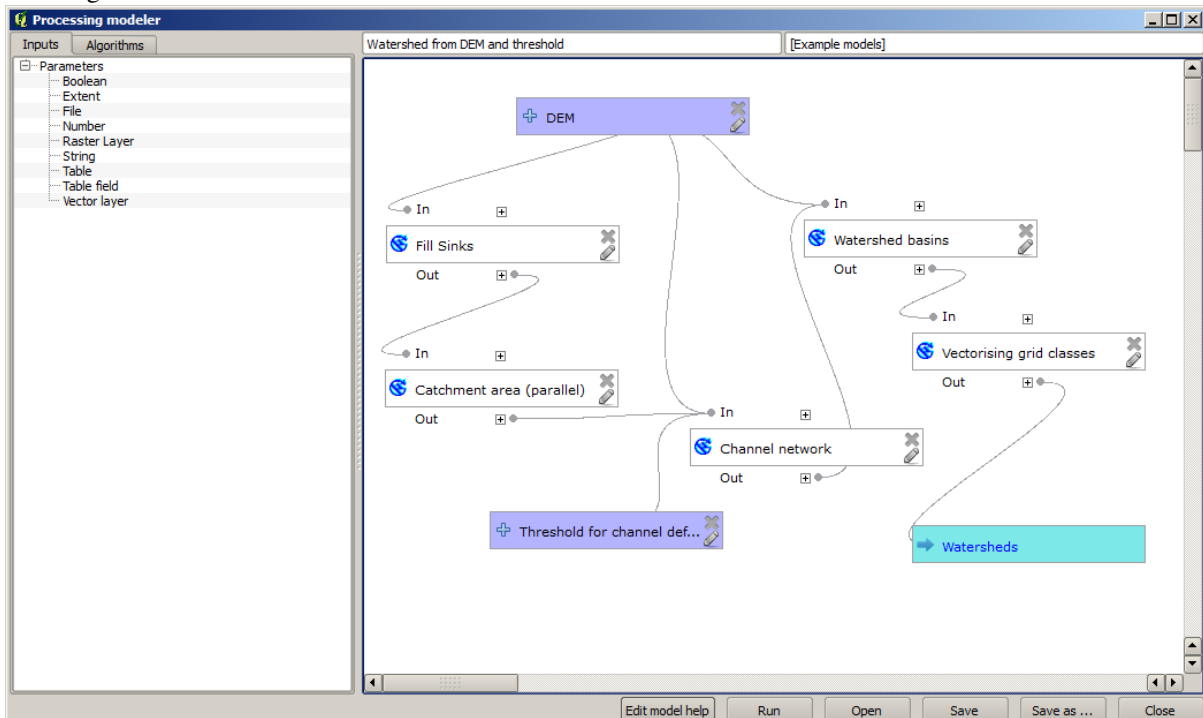 Processing modeler
Inputs Algorithms
Watershed from DEM and threshold
[Example models]
Parameters
Boolean
Extent
File
Number
Raster Layer
String
Table
Table field
Vector layer
DEM
In
Fill Sinks
Out
In
Watershed basins
Out
In
Vectorising grid classes
Out
In
Catchment area (parallel)
Out
In
Channel network
Out
Threshold for channel def...
Watersheds
Edit model help Run Open Save Save as ... Close